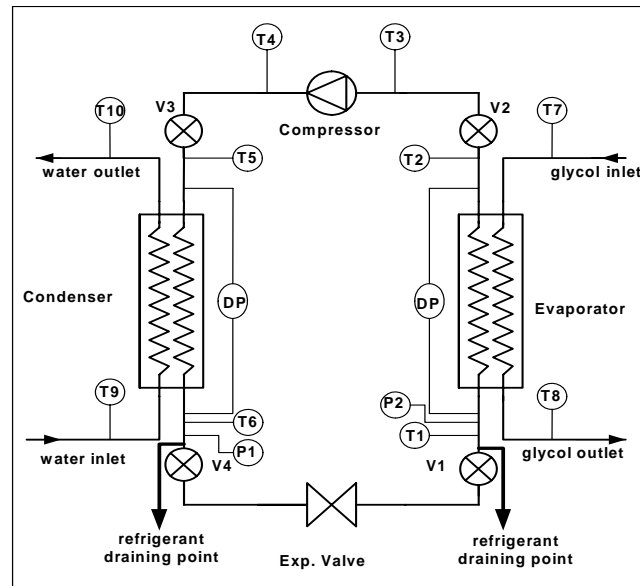 T4
T3
T10
V3
V2
T7
Compressor
T5
T2
water outlet
glycol inlet
Condenser
DP
DP
Evaporator
T9
P2
T8
T6
T1
water inlet
V4
P1
V1
glycol outlet
refrigerant
draining point
Exp. Valve
refrigerant
draining point